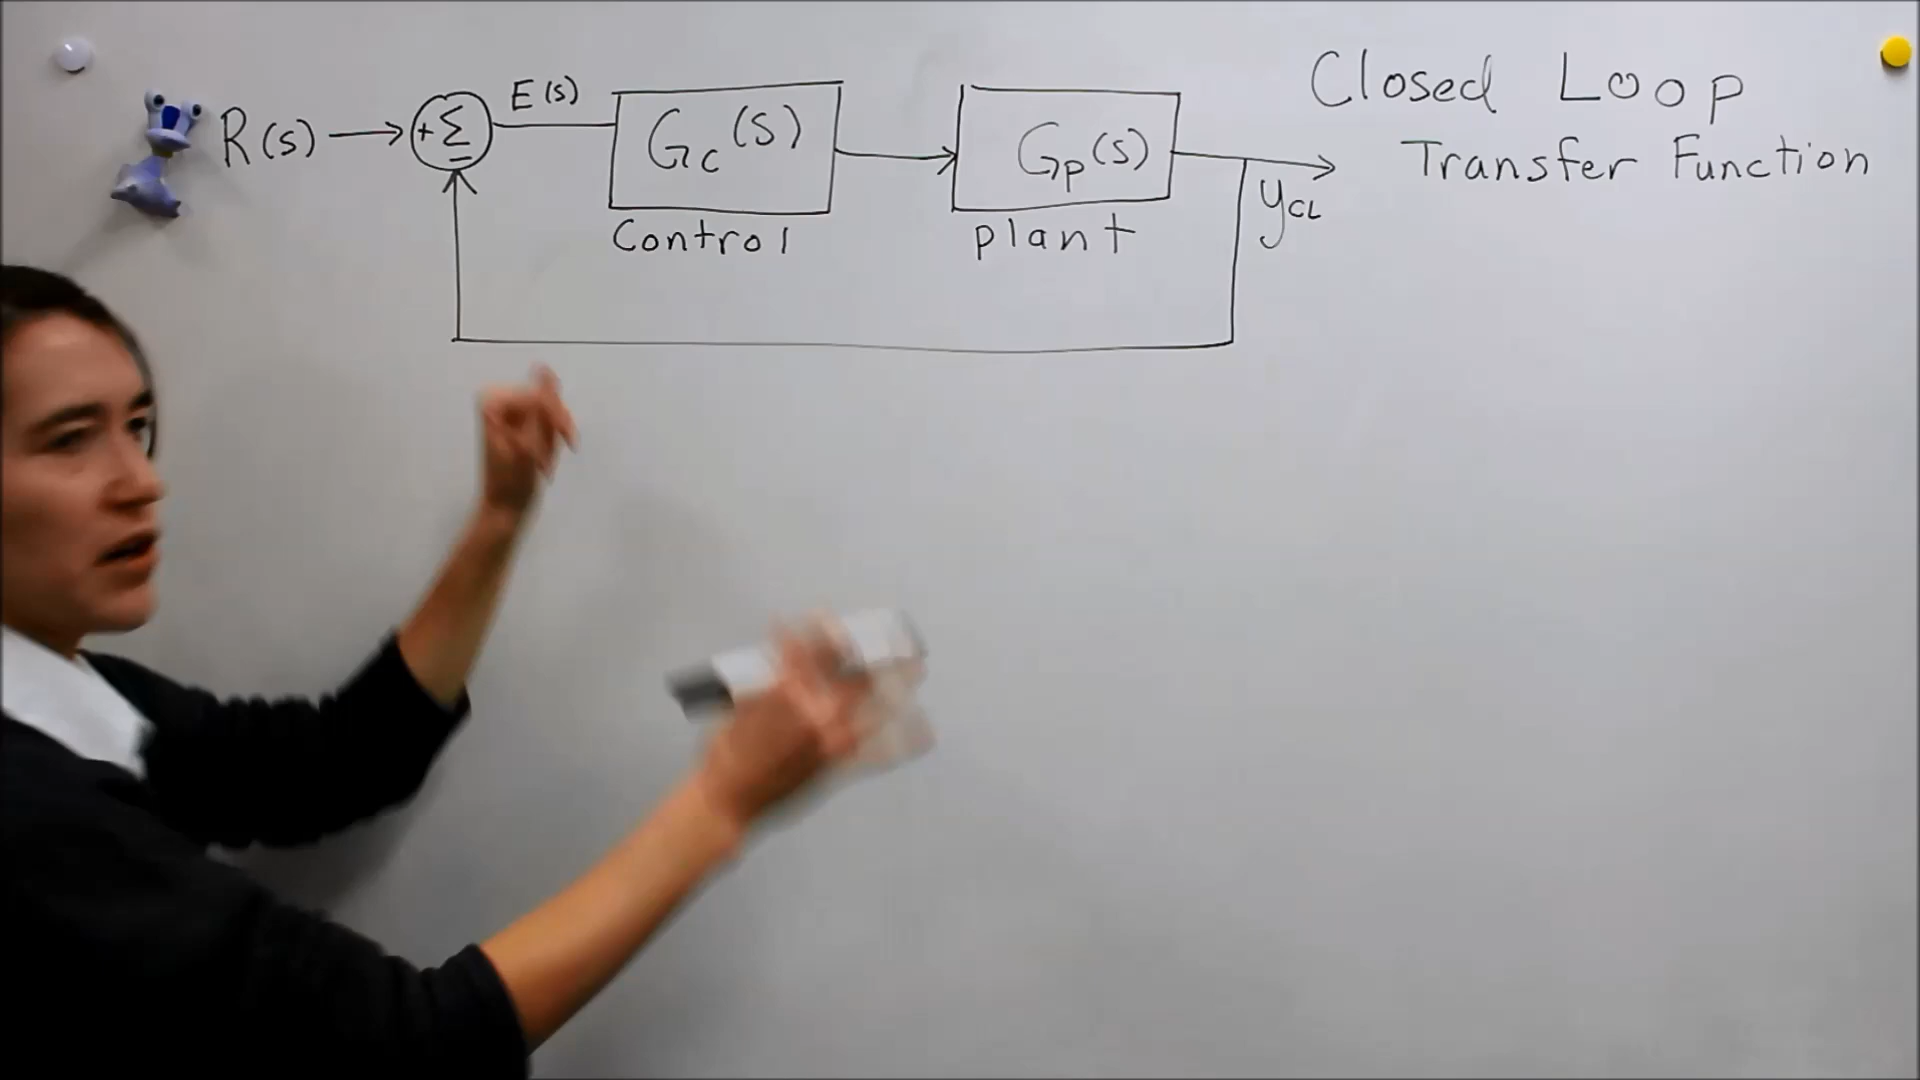 Closed Loop
Transfer Function
R(s)
+Σ
−
E(s)
Gc(s)
Control
Gp(s)
plant
yCL